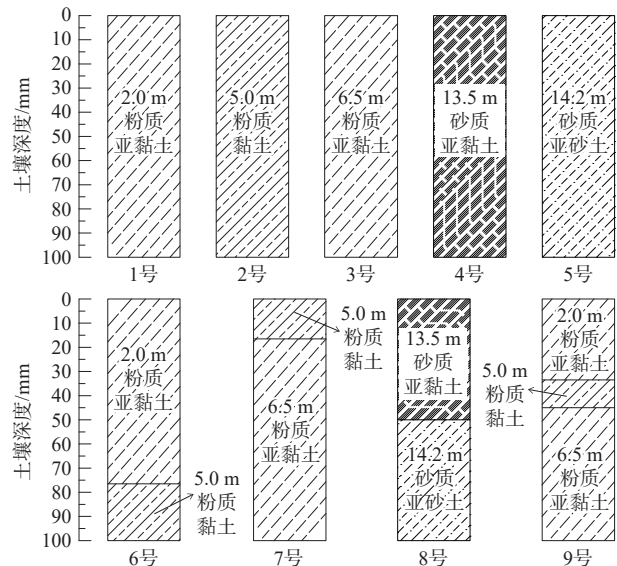 土壤深度/mm
0
10
20
30
40
50
60
70
80
90
100
2.0 m
粉质
亚黏土
1号
5.0 m
粉质
黏土
2号
6.5 m
粉质
亚黏土
3号
13.5 m
砂质
亚黏土
4号
14.2 m
砂质
亚砂土
5号
土壤深度/mm
0
10
20
30
40
50
60
70
80
90
100
2.0 m
粉质
亚黏土
5.0 m
粉质
黏土
6号
5.0 m
粉质
黏土
6.5 m
粉质
亚黏土
7号
13.5 m
砂质
亚黏土
14.2 m
砂质
亚砂土
8号
2.0 m
粉质
亚黏土
5.0 m
粉质
黏土
6.5 m
粉质
亚黏土
9号